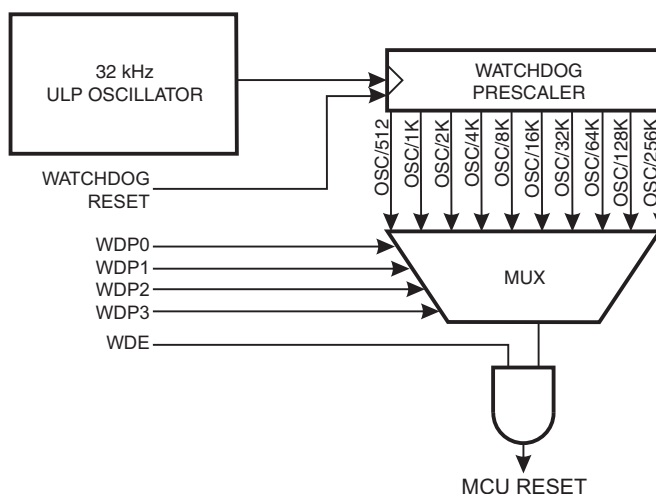 32 kHz
ULP OSCILLATOR
WATCHDOG
PRESCALER
OSC/512
OSC/1K
OSC/2K
OSC/4K
OSC/8K
OSC/16K
OSC/32K
OSC/64K
OSC/128K
OSC/256K
WATCHDOG
RESET
WDP0
WDP1
WDP2
WDP3
WDE
MUX
MCU RESET